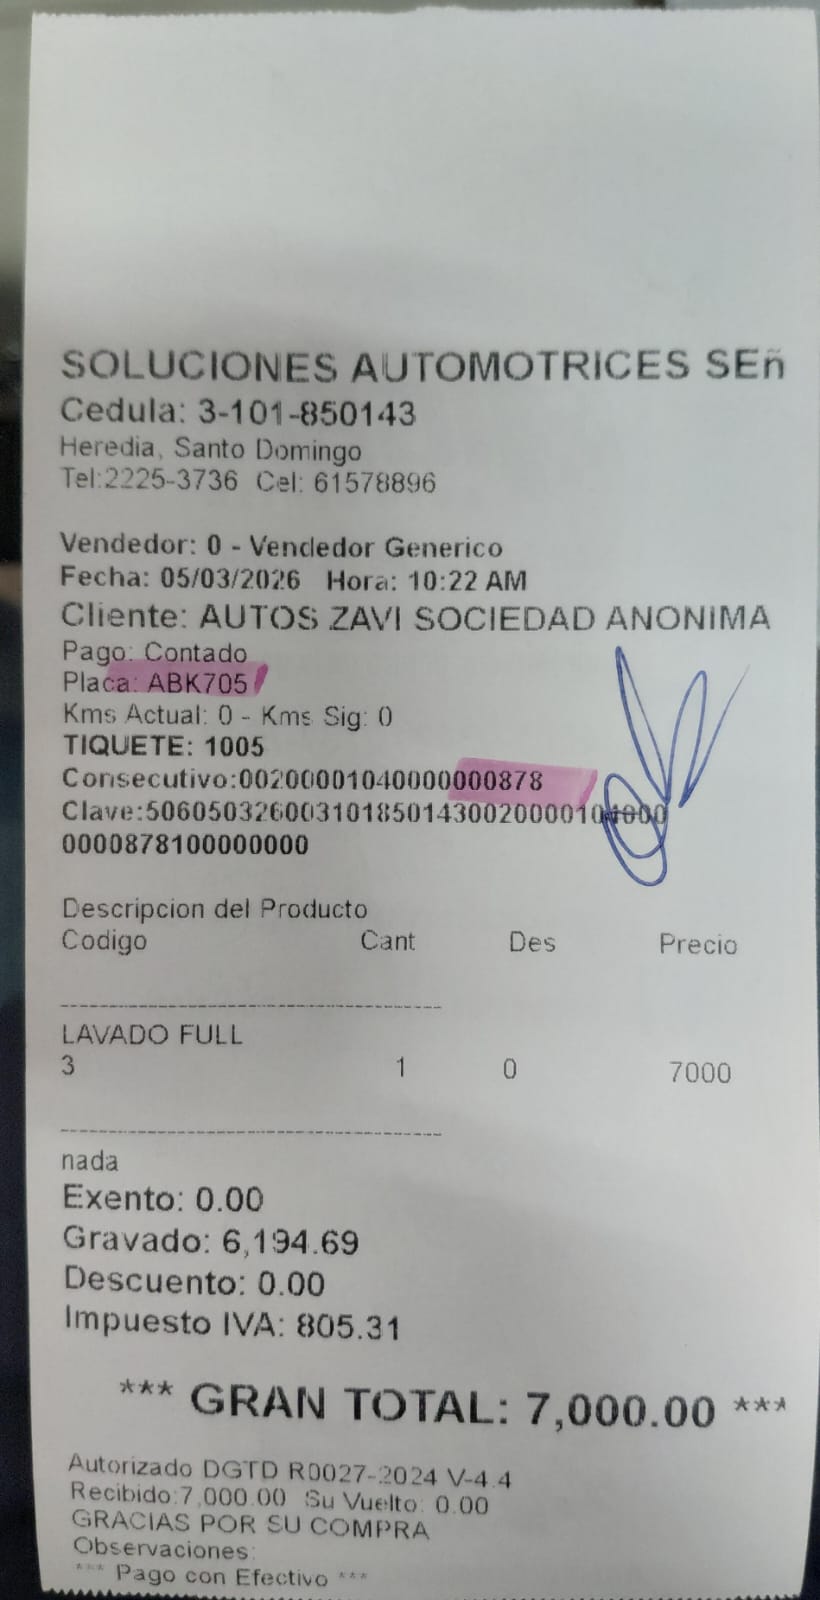 SOLUCIONES AUTOMOTRICES SEñ
Cedula: 3-101-850143
Heredia, Santo Domingo
Tel:2225-3736 Cel: 61578896
Vendedor: 0 - Vendedor Generico
Fecha: 05/03/2026 Hora: 10:22 AM
Cliente: AUTOS ZAVI SOCIEDAD ANONIMA
Pago: Contado
Placa: ABK705
Kms Actual: 0 - Kms Sig: 0
TIQUETE: 1005
Consecutivo:00200001040000000878
Clave:5060503260031018501430020000104000
0000878100000000
Descripcion del Producto
Codigo Cant Des Precio
LAVADO FULL
3 1 0 7000
nada
Exento: 0.00
Gravado: 6,194.69
Descuento: 0.00
Impuesto IVA: 805.31
*** GRAN TOTAL: 7,000.00 ***
Autorizado DGTD R0027-2024 V-4.4
Recibido:7,000.00 Su Vuelto: 0.00
GRACIAS POR SU COMPRA
Observaciones:
*** Pago con Efectivo ***